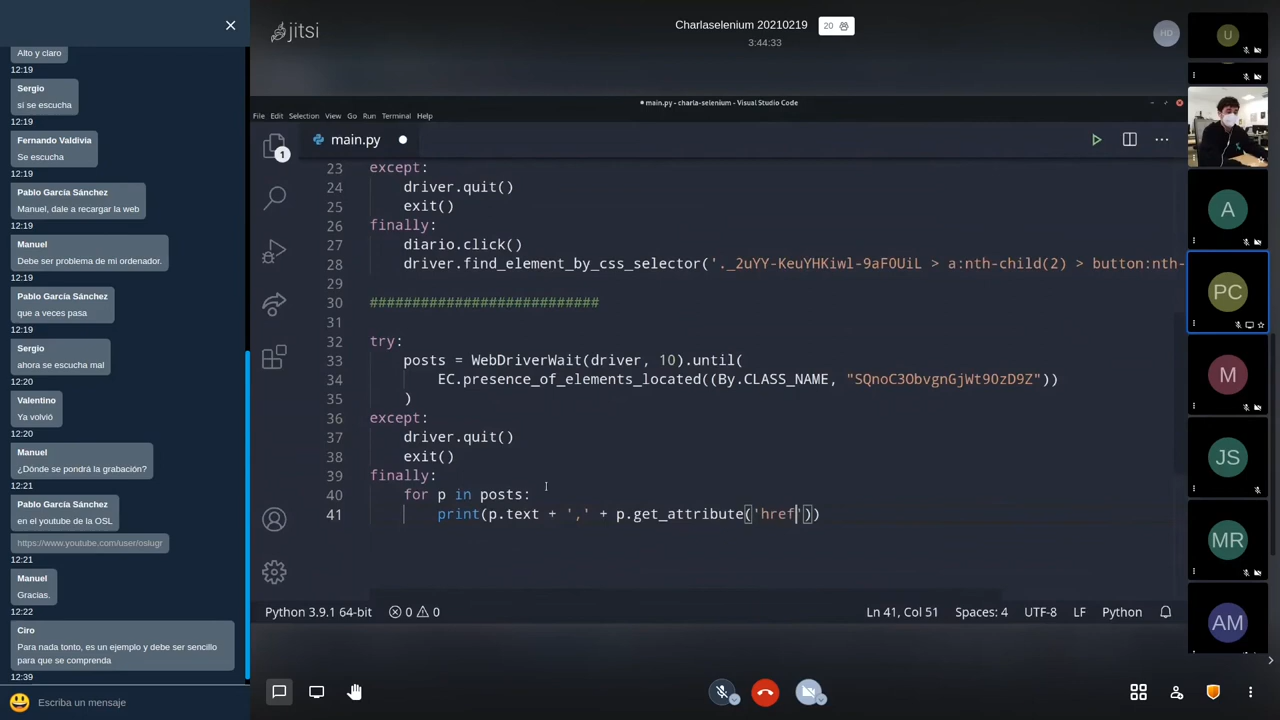 Alto y claro
12:19
Sergio
sí se escucha
12:19
Fernando Valdivia
Se escucha
12:19
Pablo García Sánchez
Manuel, dale a recargar la web
12:19
Manuel
Debe ser problema de mi ordenador.
12:19
Pablo García Sánchez
que a veces pasa
12:19
Sergio
ahora se escucha mal
12:20
Valentino
Ya volvió
12:20
Manuel
¿Dónde se pondrá la grabación?
12:21
Pablo García Sánchez
en el youtube de la OSL
https://www.youtube.com/user/oslugr
12:21
Manuel
Gracias.
12:22
Ciro
Para nada tonto, es un ejemplo y debe ser sencillo
para que se comprenda
12:39
Escriba un mensaje
jitsi
Charlaselenium 20210219
20
3:44:33
HD
main.py - charla-selenium - Visual Studio Code
File Edit Selection View Go Run Terminal Help
1
main.py
23 except:
24 driver.quit()
25 exit()
26 finally:
27 diario.click()
28 driver.find_element_by_css_selector('._2uYY-KeuYHKiwl-9aF0UiL > a:nth-child(2) > button:nth-
29
30 ###########################
31
32 try:
33 posts = WebDriverWait(driver, 10).until(
34 EC.presence_of_elements_located((By.CLASS_NAME, "SQnoC3ObvgnGjWt90zD9Z"))
35 )
36 except:
37 driver.quit()
38 exit()
39 finally:
40 for p in posts:
41 print(p.text + ',' + p.get_attribute('href'))
Python 3.9.1 64-bit
0
0
Ln 41, Col 51
Spaces: 4
UTF-8
LF
Python
U
A
PC
M
JS
MR
AM